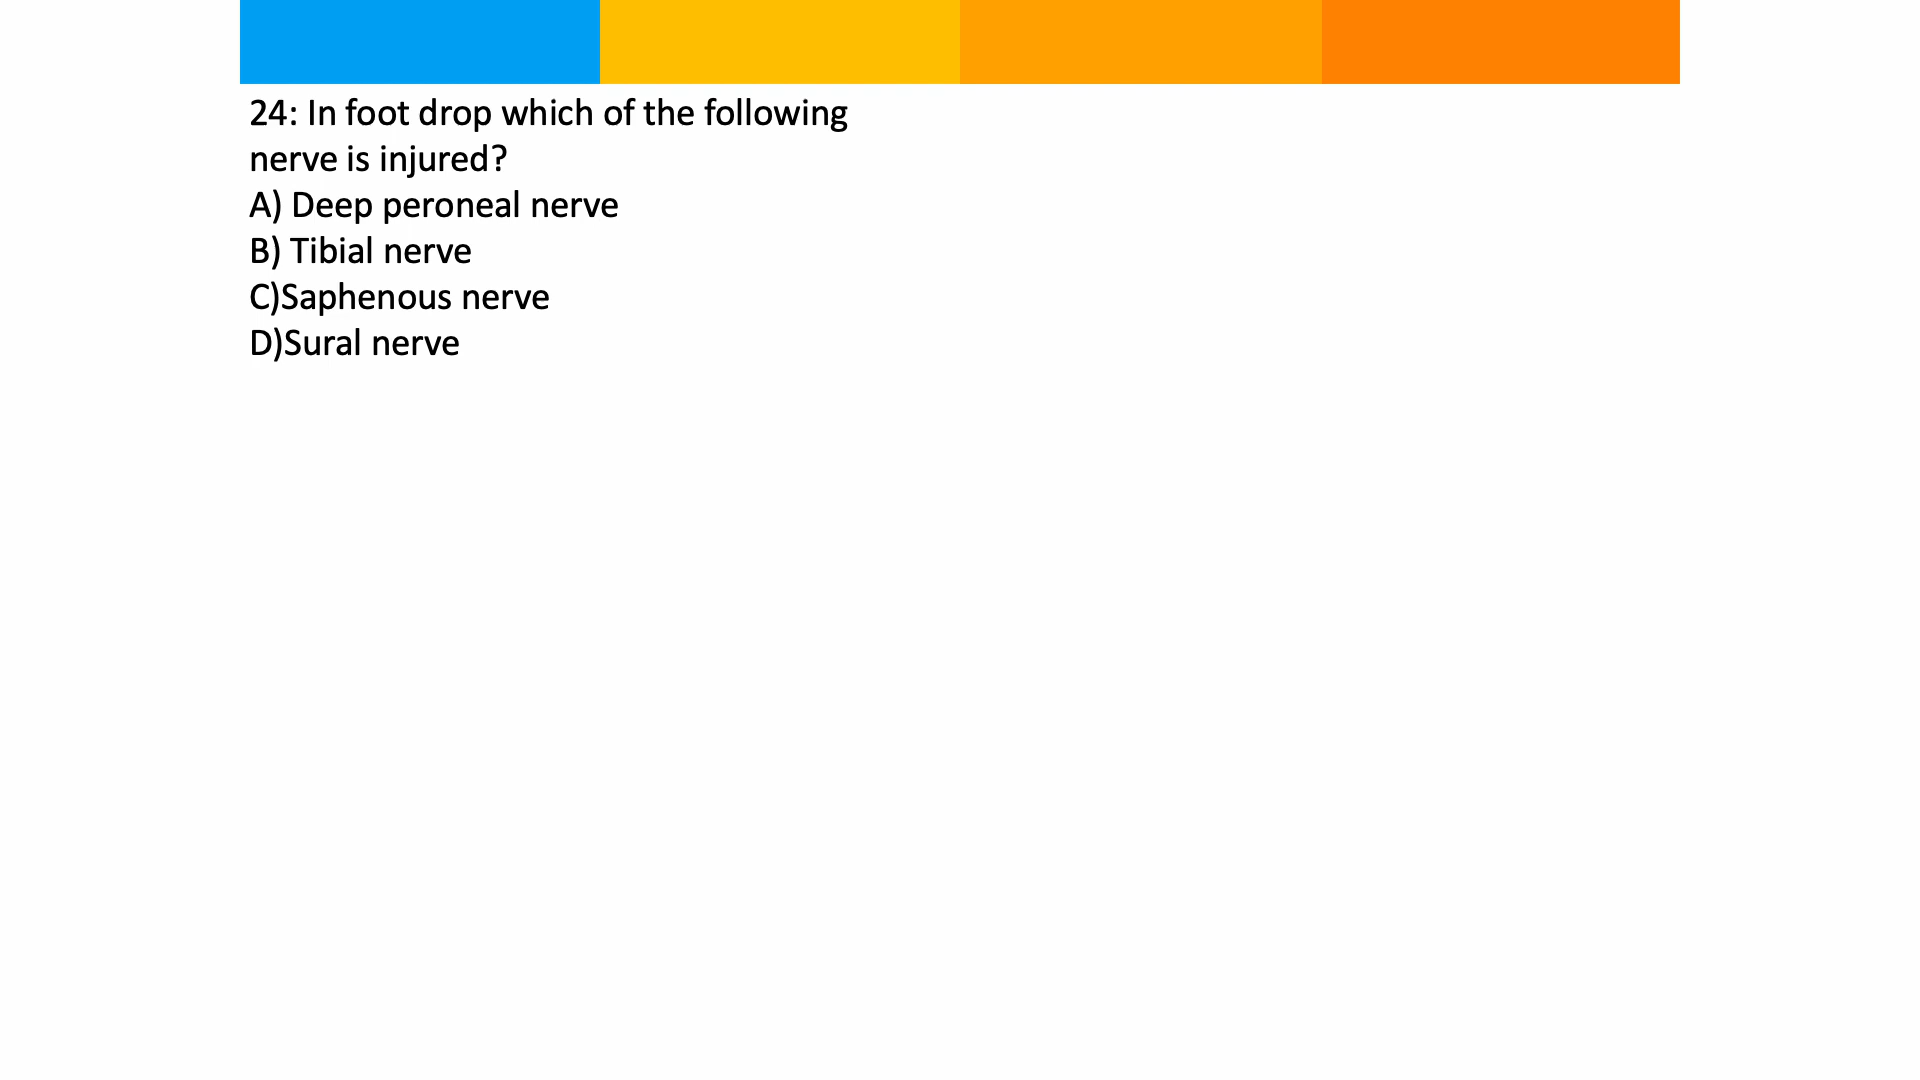 24: In foot drop which of the following
nerve is injured?
A) Deep peroneal nerve
B) Tibial nerve
C)Saphenous nerve
D)Sural nerve